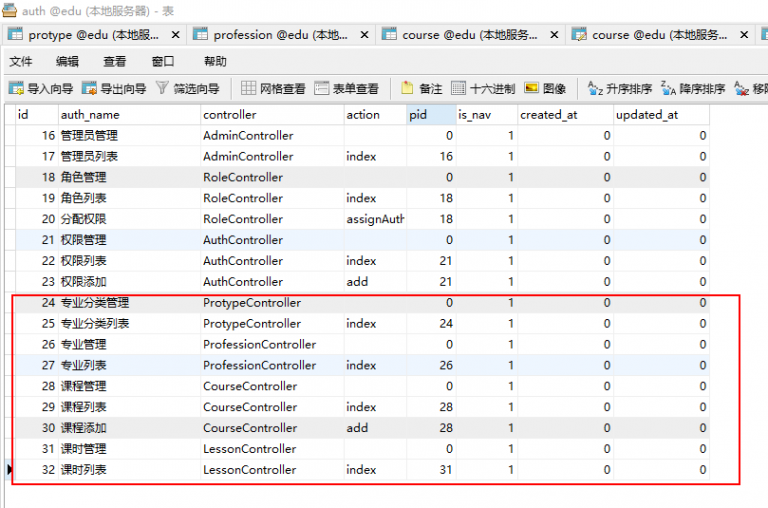 auth @edu (本地服务器) - 表
protype @edu (本地服... × profession @edu (本地... × course @edu (本地服务... × course @edu (本地服务... ×
文件 编辑 查看 窗口 帮助
导入向导 导出向导 筛选向导 网格查看 表单查看 备注 十六进制 图像 升序排序 降序排序 移除
id auth_name controller action pid is_nav created_at updated_at
16 管理员管理 AdminController 0 1 0 0
17 管理员列表 AdminController index 16 1 0 0
18 角色管理 RoleController 0 1 0 0
19 角色列表 RoleController index 18 1 0 0
20 分配权限 RoleController assignAuth 18 1 0 0
21 权限管理 AuthController 0 1 0 0
22 权限列表 AuthController index 21 1 0 0
23 权限添加 AuthController add 21 1 0 0
24 专业分类管理 ProtypeController 0 1 0 0
25 专业分类列表 ProtypeController index 24 1 0 0
26 专业管理 ProfessionController 0 1 0 0
27 专业列表 ProfessionController index 26 1 0 0
28 课程管理 CourseController 0 1 0 0
29 课程列表 CourseController index 28 1 0 0
30 课程添加 CourseController add 28 1 0 0
31 课时管理 LessonController 0 1 0 0
32 课时列表 LessonController index 31 1 0 0